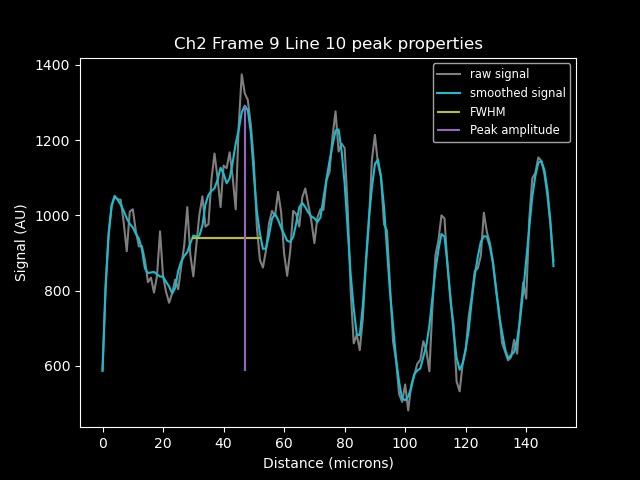 Ch2 Frame 9 Line 10 peak properties
raw signal
smoothed signal
FWHM
Peak amplitude
Signal (AU)
1400
1200
1000
800
600
0 20 40 60 80 100 120 140
Distance (microns)